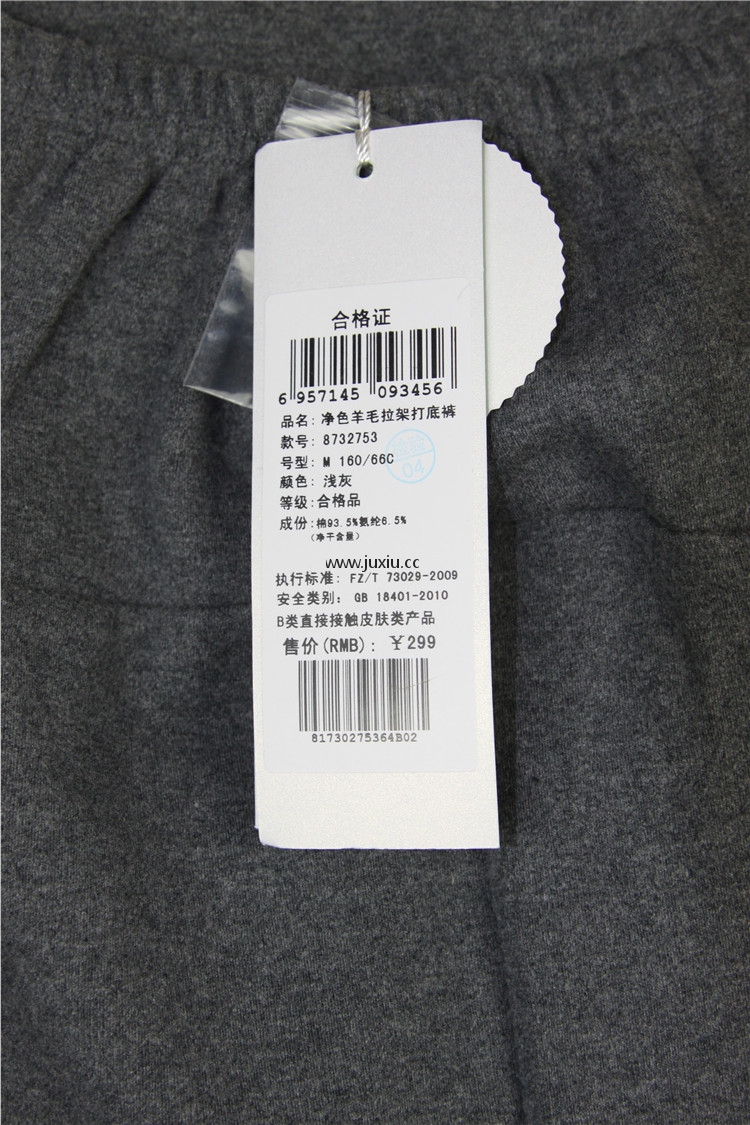 合格证
6 957145 093456
品名: 净色羊毛拉架打底裤
款号: 8732753
号型: M 160/66C
颜色: 浅灰
等级:合格品
成份:棉93.5%氨纶6.5%
(净干含量)
www.juxiu.cc
执行标准: FZ/T 73029-2009
安全类别: GB 18401-2010
B类直接接触皮肤类产品
售价(RMB): ￥299
81730275364B02
04